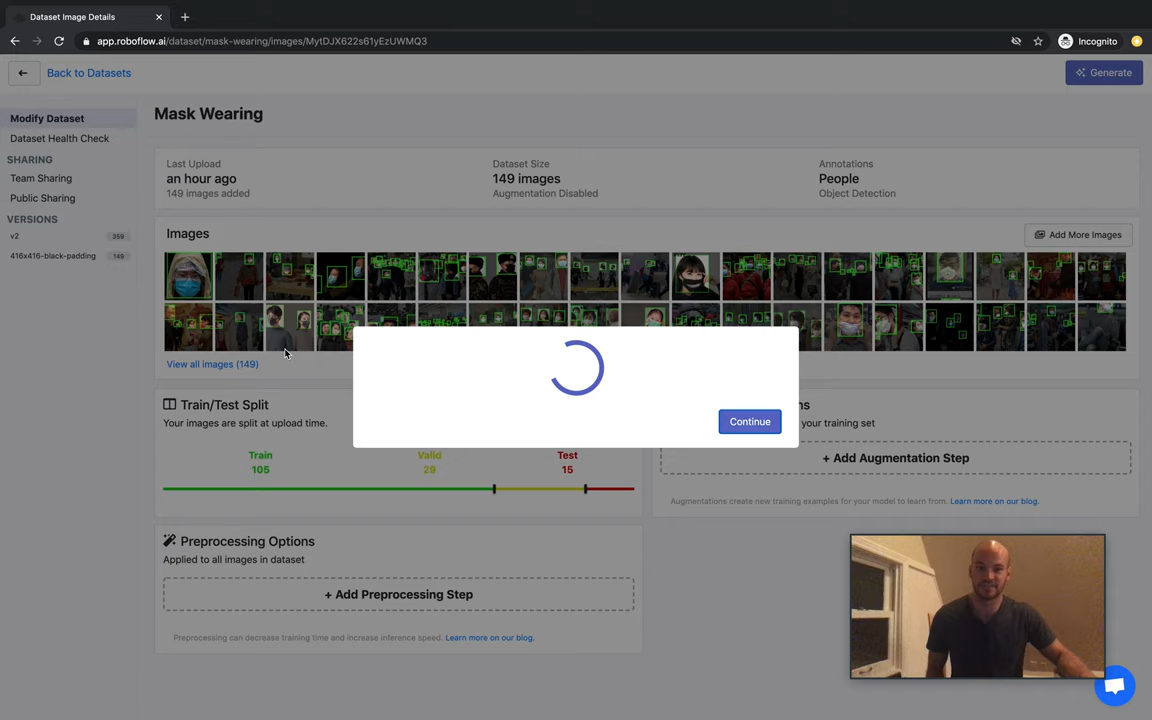 Dataset Image Details
app.roboflow.ai/dataset/mask-wearing/images/MytDJX622s61yEzUWMQ3
Incognito
Back to Datasets
Generate
Modify Dataset
Dataset Health Check
SHARING
Team Sharing
Public Sharing
VERSIONS
v2 359
416x416-black-padding 149
Mask Wearing
Last Upload
an hour ago
149 images added
Dataset Size
149 images
Augmentation Disabled
Annotations
People
Object Detection
Images
Add More Images
View all images (149)
Continue
Train/Test Split
Your images are split at upload time.
Train
105
Valid
29
Test
15
ns
your training set
+ Add Augmentation Step
Augmentations create new training examples for your model to learn from. Learn more on our blog.
Preprocessing Options
Applied to all images in dataset
+ Add Preprocessing Step
Preprocessing can decrease training time and increase inference speed. Learn more on our blog.